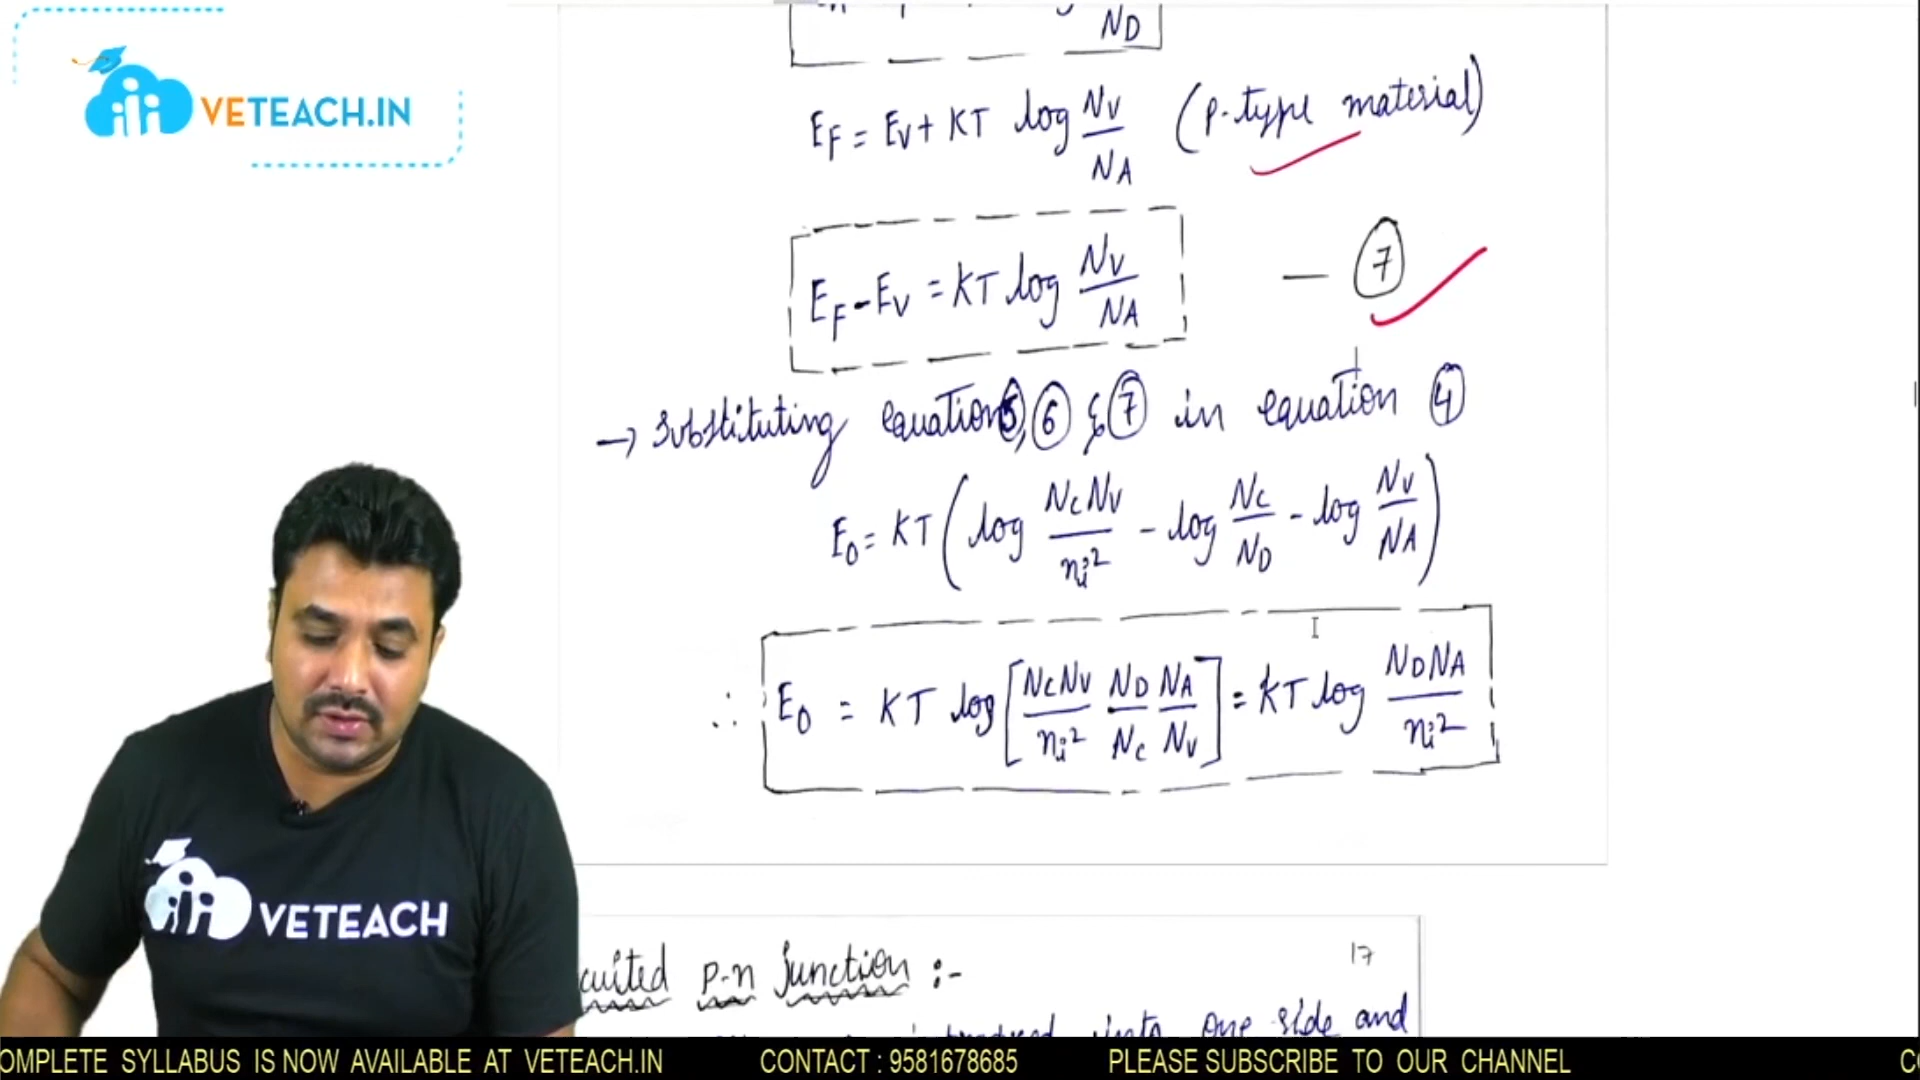 VETEACH.IN
ND
EF = EV + KT log NV/NA (p-type material)
EF - EV = KT log NV/NA — 7
→ Substituting equation 5, 6 & 7 in equation 4
E0 = KT ( log NcNv/ni² - log Nc/ND - log Nv/NA )
∴ E0 = KT log [ NcNv/ni² ND/Nc NA/Nv ] = KT log NDNA/ni²
VETEACH
17
cuited p-n Junction :-
into one side and
OMPLETE SYLLABUS IS NOW AVAILABLE AT VETEACH.IN CONTACT : 9581678685 PLEASE SUBSCRIBE TO OUR CHANNEL